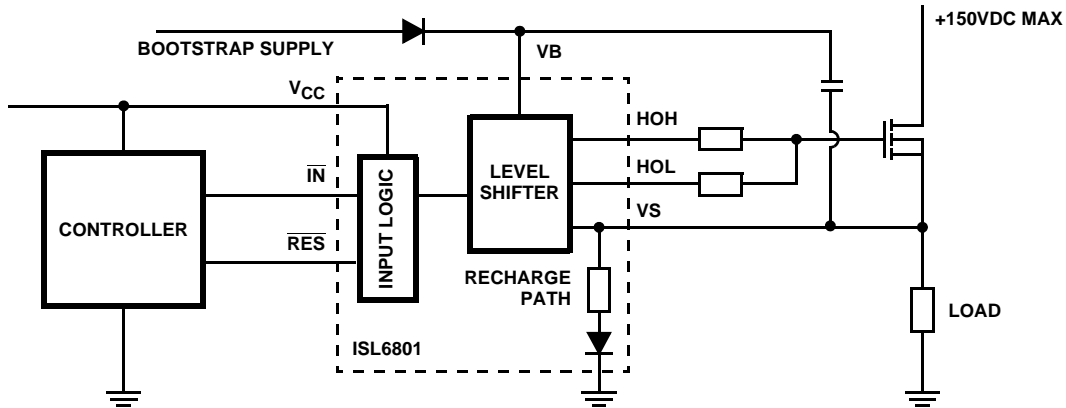 +150VDC MAX
BOOTSTRAP SUPPLY
VB
VCC
HOH
HOL
VS
IN
RES
CONTROLLER
INPUT LOGIC
LEVEL
SHIFTER
RECHARGE
PATH
LOAD
ISL6801